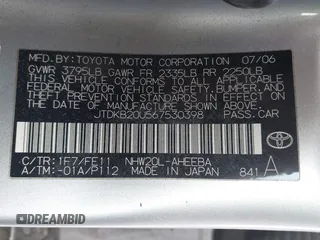 MFD.BY:TOYOTA MOTOR CORPORATION 07/06
GVWR 3795LB GAWR FR 2335LB RR 2250LB
THIS VEHICLE CONFORMS TO ALL APPLICABLE
FEDERAL MOTOR VEHICLE SAFETY, BUMPER, AND
THEFT PREVENTION STANDARDS IN EFFECT ON
THE DATE OF MANUFACTURE SHOWN ABOVE.
JTDKB20U567530398 PASS.CAR
C/TR:1F7/FE11 NHW20L-AHEEBA
A/TM:-01A/P112 MADE IN JAPAN 841 A
TOYOTA
DREAMBID